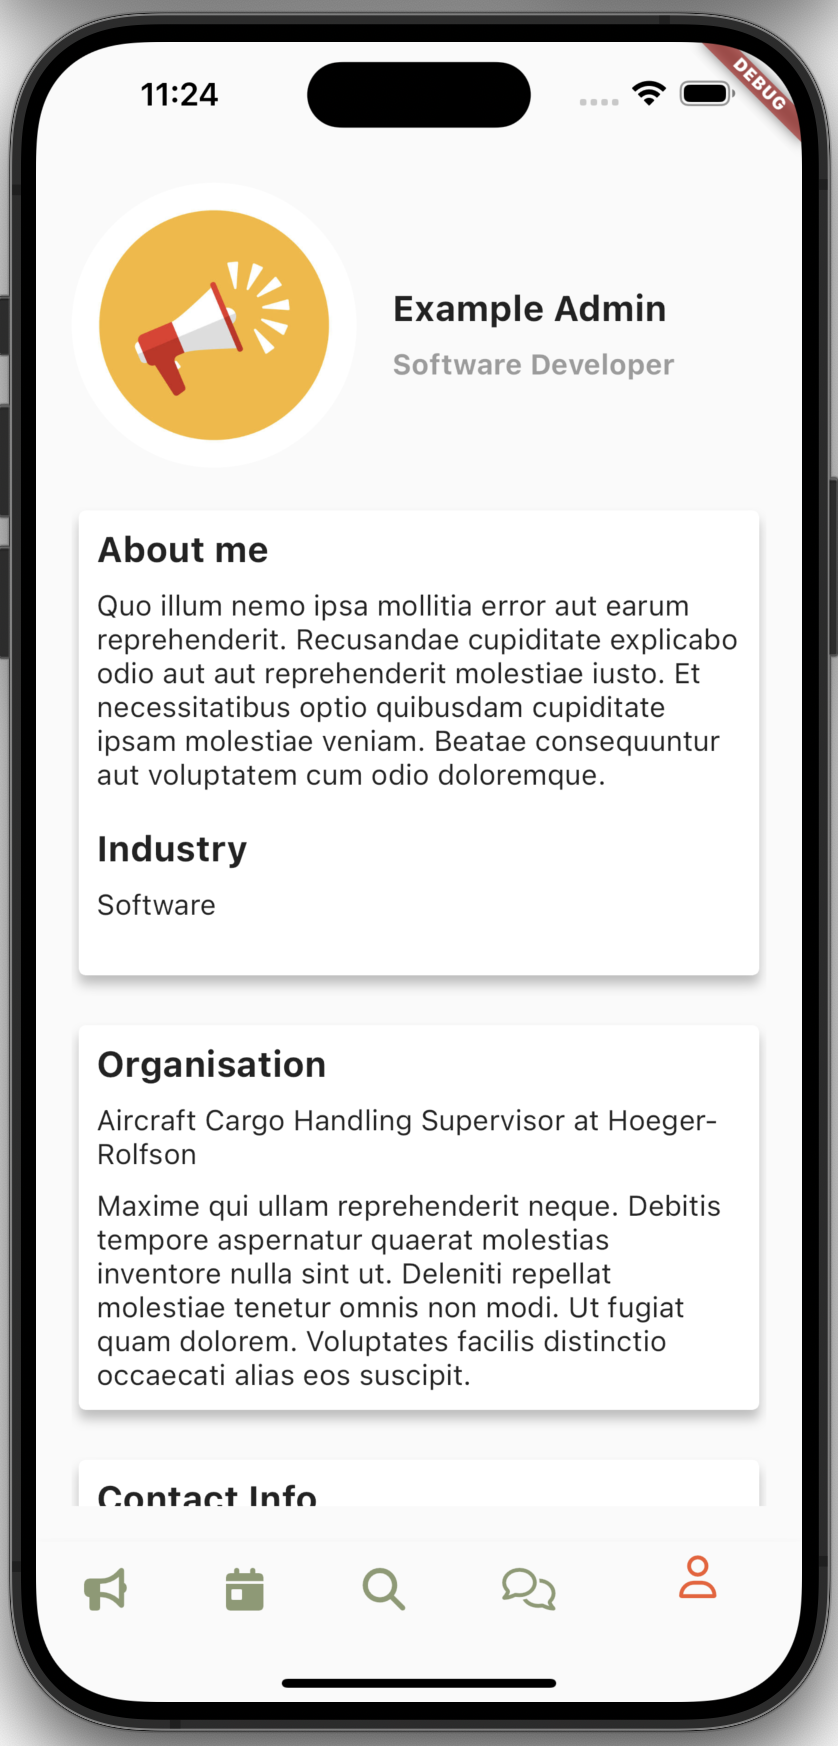 11:24
DEBUG
Example Admin
Software Developer
About me
Quo illum nemo ipsa mollitia error aut earum
reprehenderit. Recusandae cupiditate explicabo
odio aut aut reprehenderit molestiae iusto. Et
necessitatibus optio quibusdam cupiditate
ipsam molestiae veniam. Beatae consequuntur
aut voluptatem cum odio doloremque.
Industry
Software
Organisation
Aircraft Cargo Handling Supervisor at Hoeger-
Rolfson
Maxime qui ullam reprehenderit neque. Debitis
tempore aspernatur quaerat molestias
inventore nulla sint ut. Deleniti repellat
molestiae tenetur omnis non modi. Ut fugiat
quam dolorem. Voluptates facilis distinctio
occaecati alias eos suscipit.
Contact Info